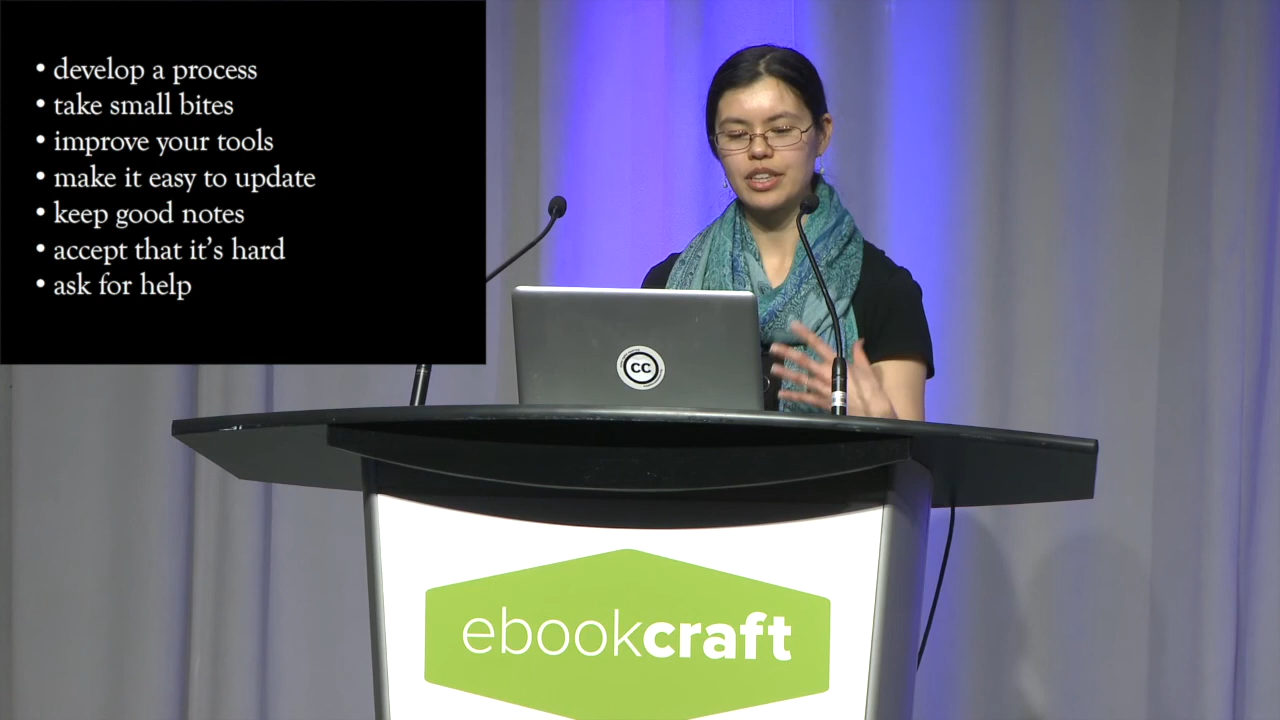 • develop a process
• take small bites
• improve your tools
• make it easy to update
• keep good notes
• accept that it’s hard
• ask for help
cc
ebookcraft